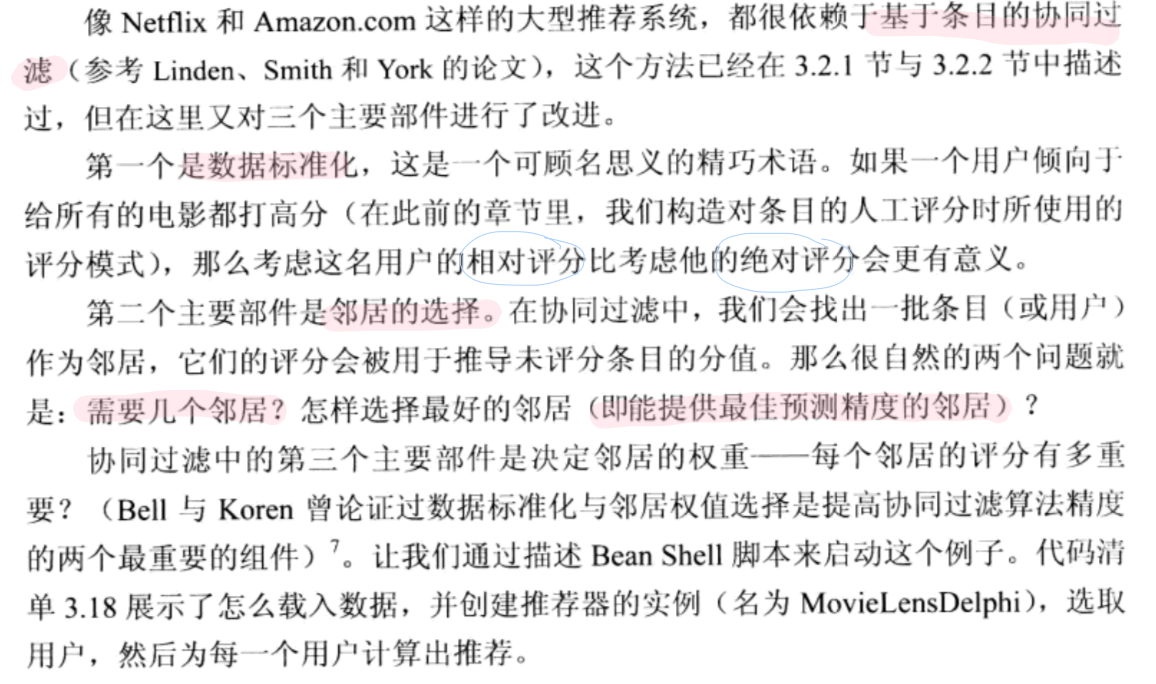 像 Netflix 和 Amazon.com 这样的大型推荐系统，都很依赖于基于条目的协同过
滤（参考 Linden、Smith 和 York 的论文），这个方法已经在 3.2.1 节与 3.2.2 节中描述
过，但在这里又对三个主要部件进行了改进。
第一个是数据标准化，这是一个可顾名思义的精巧术语。如果一个用户倾向于
给所有的电影都打高分（在此前的章节里，我们构造对条目的人工评分时所使用的
评分模式），那么考虑这名用户的相对评分比考虑他的绝对评分会更有意义。
第二个主要部件是邻居的选择。在协同过滤中，我们会找出一批条目（或用户）
作为邻居，它们的评分会被用于推导未评分条目的分值。那么很自然的两个问题就
是：需要几个邻居？怎样选择最好的邻居（即能提供最佳预测精度的邻居）？
协同过滤中的第三个主要部件是决定邻居的权重——每个邻居的评分有多重
要？（Bell 与 Koren 曾论证过数据标准化与邻居权值选择是提高协同过滤算法精度
的两个最重要的组件）7。让我们通过描述 Bean Shell 脚本来启动这个例子。代码清
单 3.18 展示了怎么载入数据，并创建推荐器的实例（名为 MovieLensDelphi），选取
用户，然后为每一个用户计算出推荐。